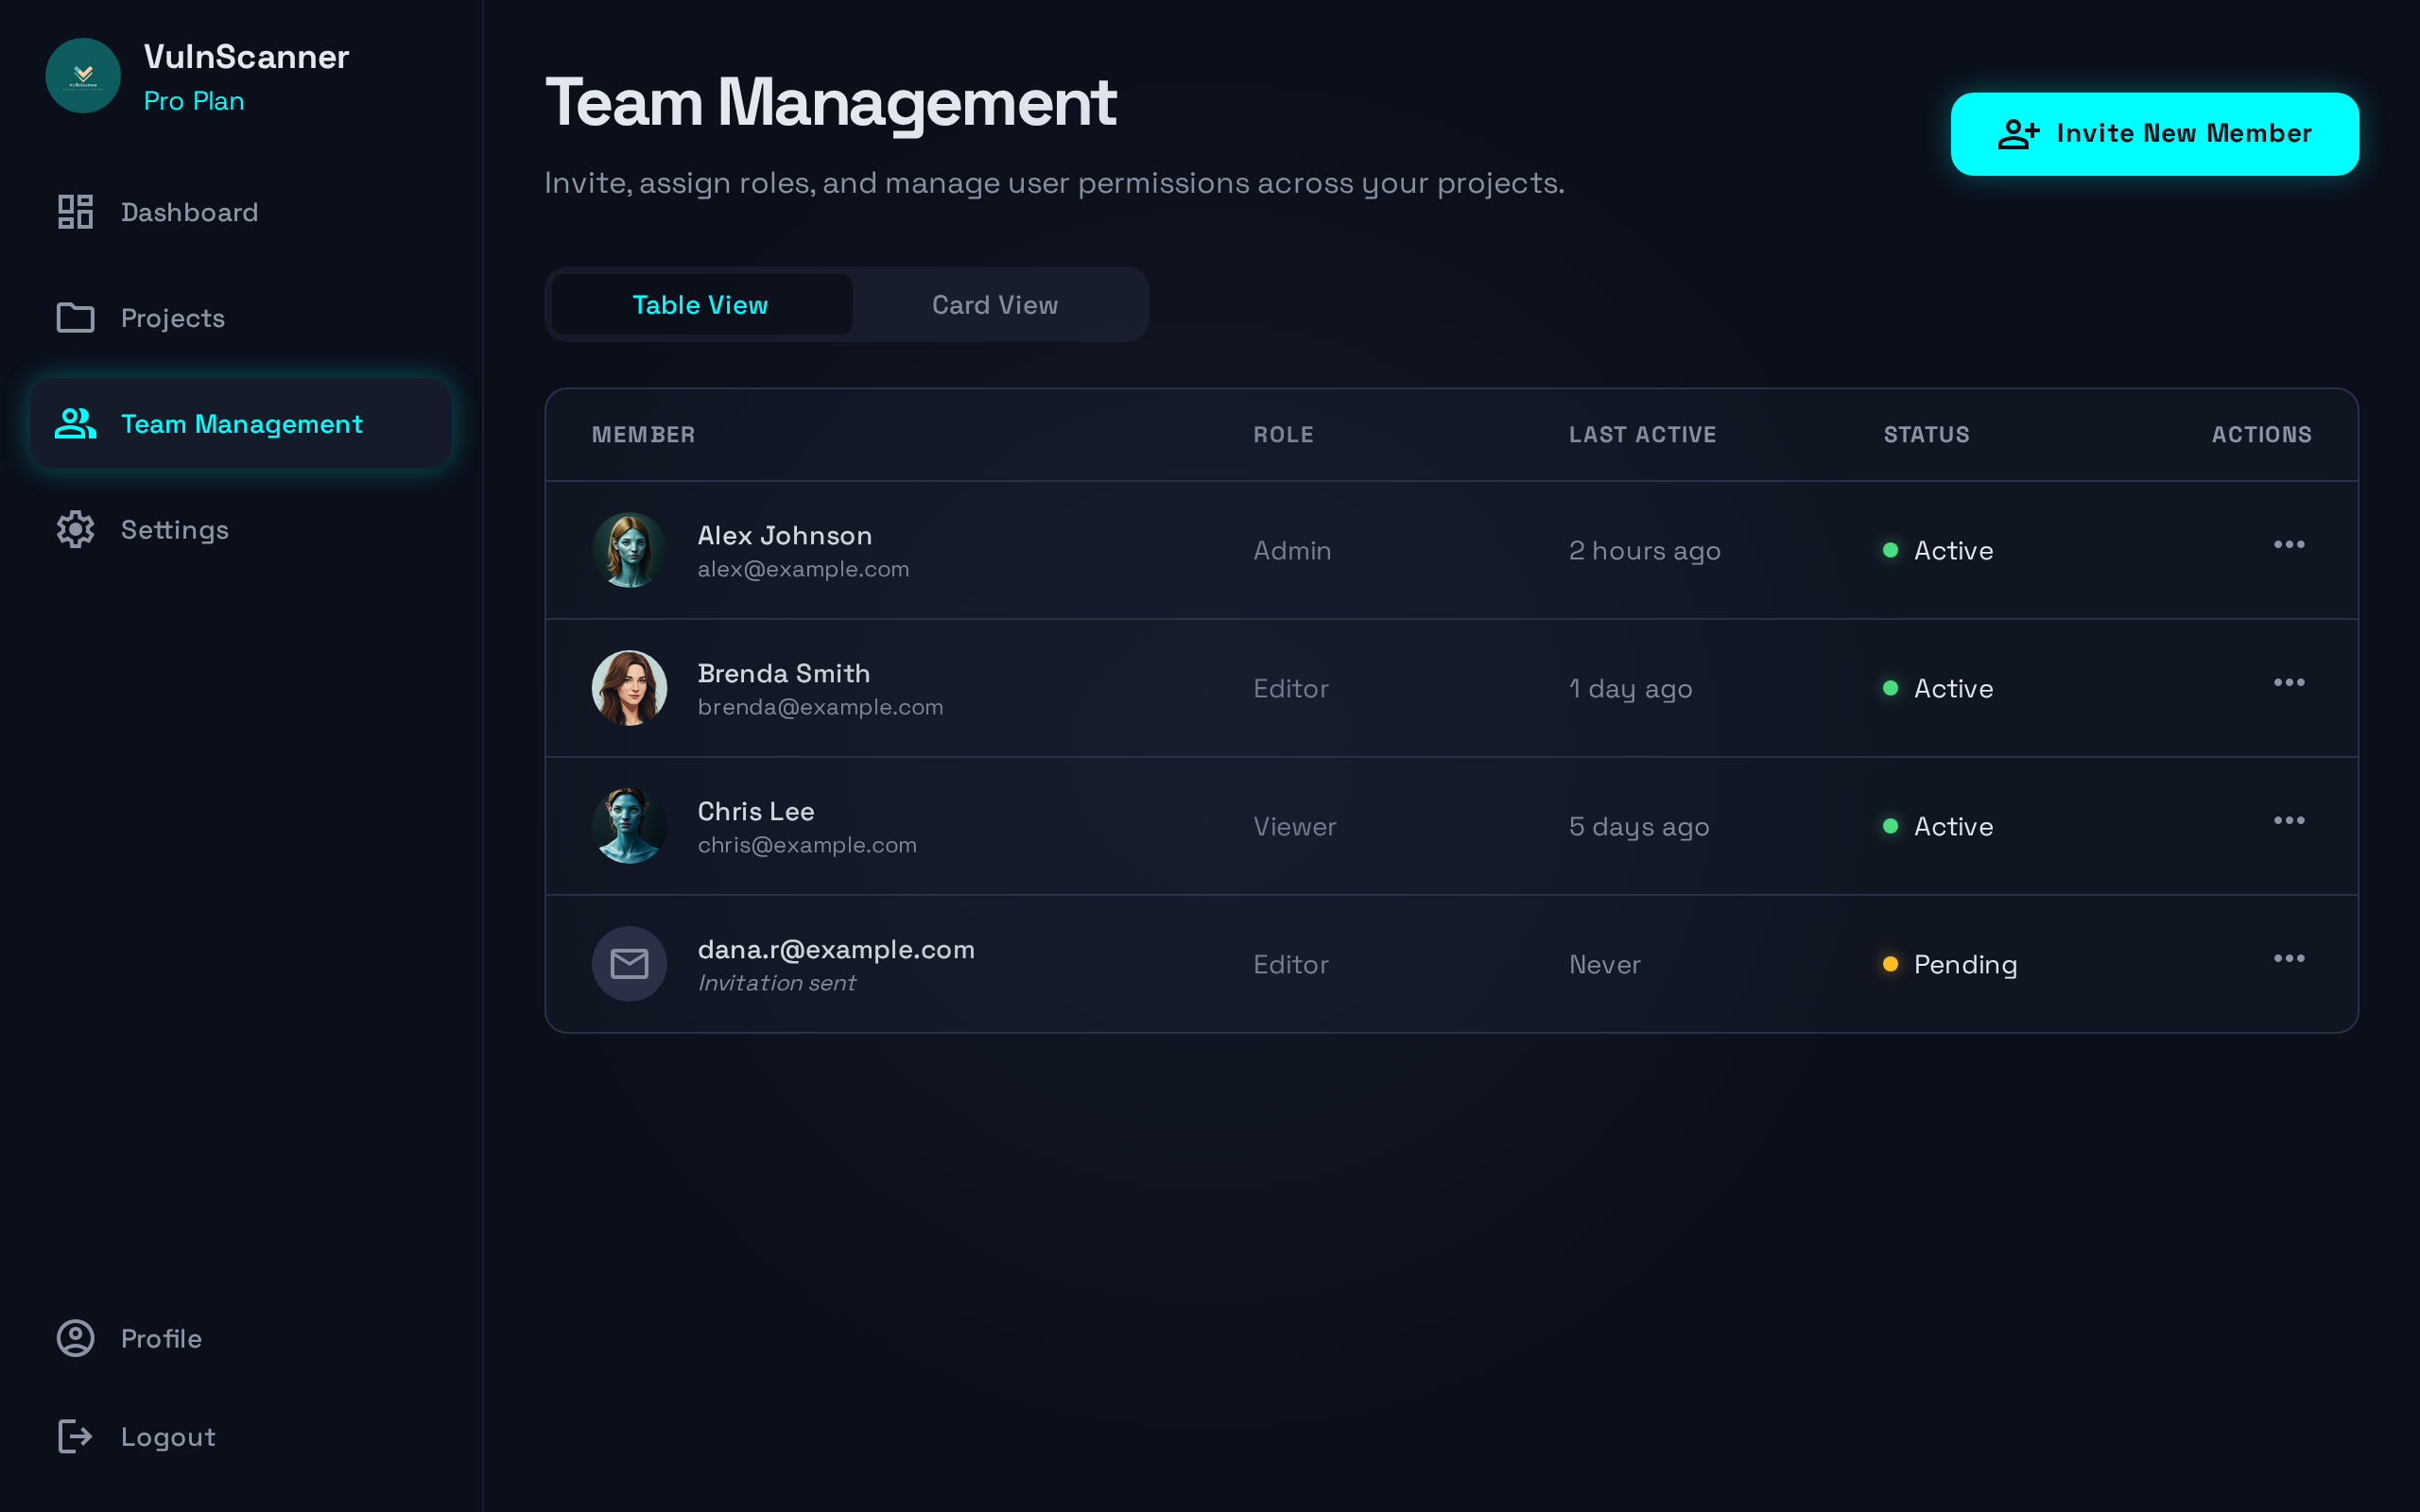 VulnScanner
Pro Plan
Dashboard
Projects
Team Management
Settings
Profile
Logout
Team Management
Invite, assign roles, and manage user permissions across your projects.
Invite New Member
Table View Card View
MEMBER ROLE LAST ACTIVE STATUS ACTIONS
Alex Johnson
alex@example.com
Admin 2 hours ago Active
Brenda Smith
brenda@example.com
Editor 1 day ago Active
Chris Lee
chris@example.com
Viewer 5 days ago Active
dana.r@example.com
Invitation sent
Editor Never Pending